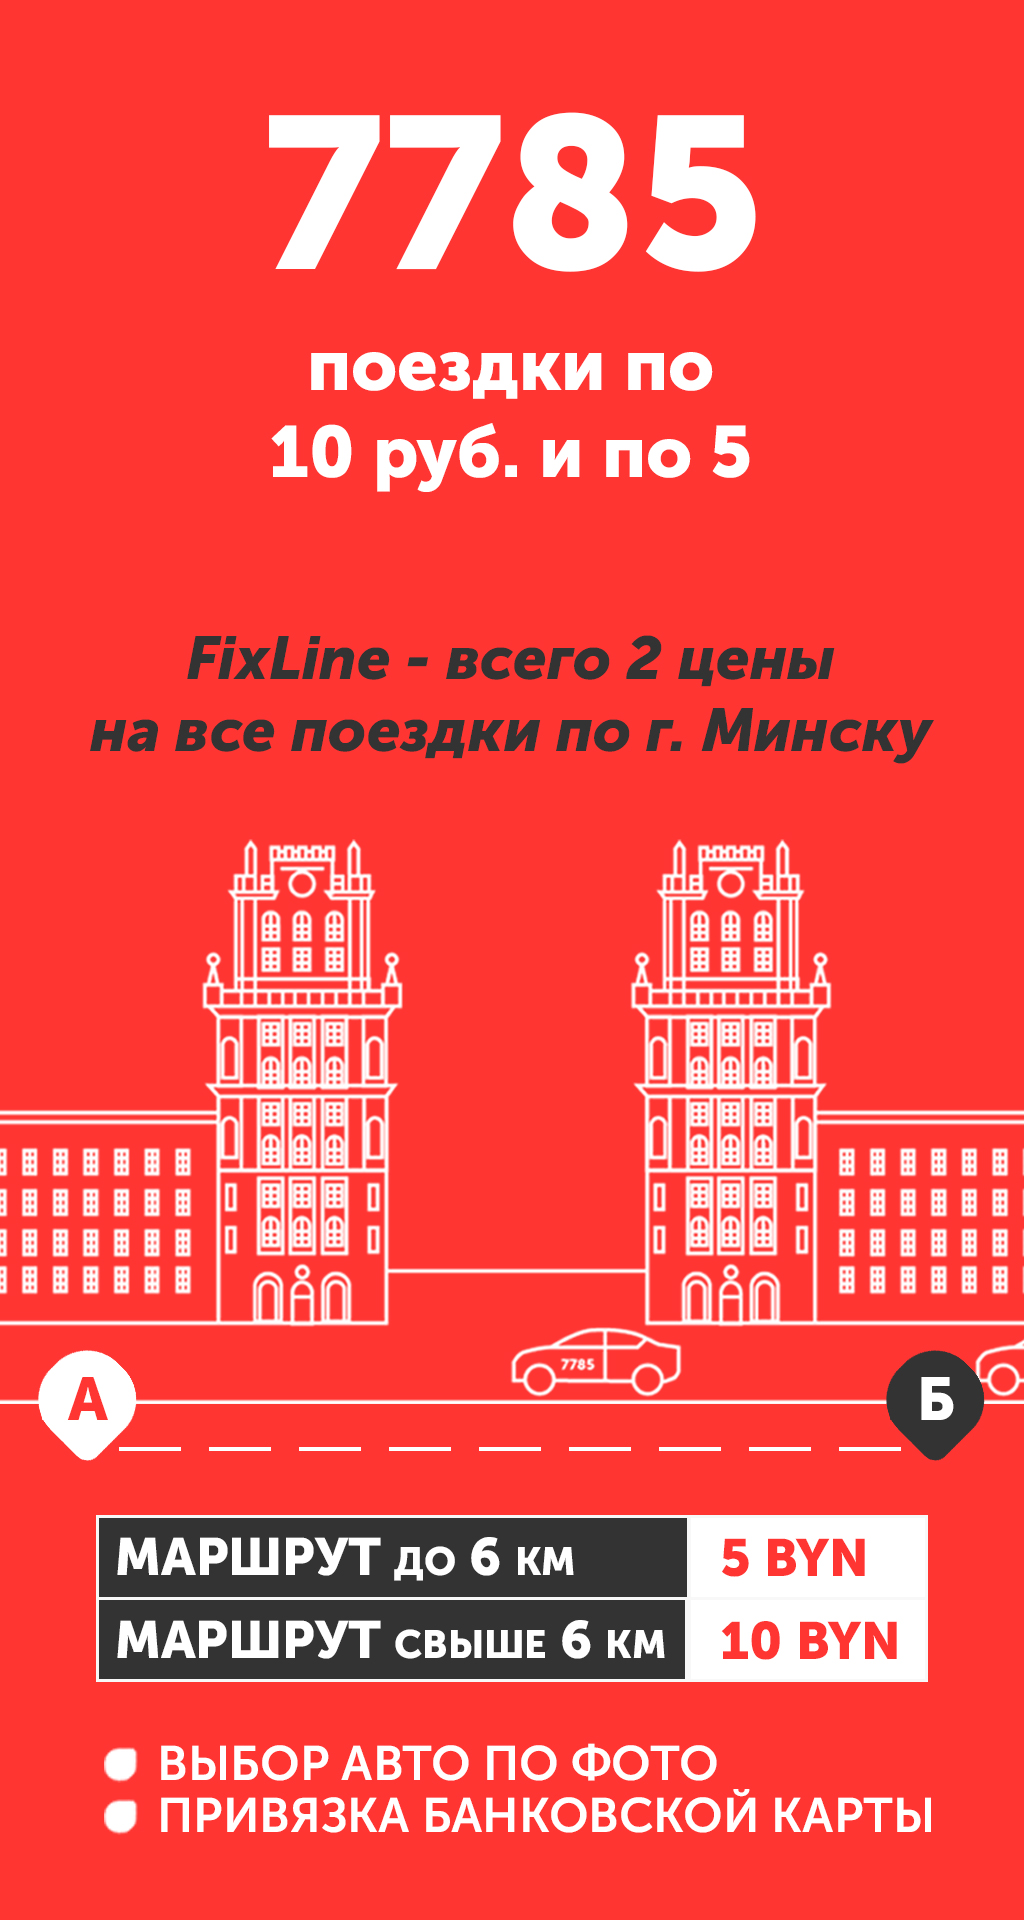 7785
поездки по
10 руб. и по 5
FixLine - всего 2 цены
на все поездки по г. Минску
7785
А
Б
МАРШРУТ ДО 6 КМ
5 BYN
МАРШРУТ СВЫШЕ 6 КМ
10 BYN
ВЫБОР АВТО ПО ФОТО
ПРИВЯЗКА БАНКОВСКОЙ КАРТЫ